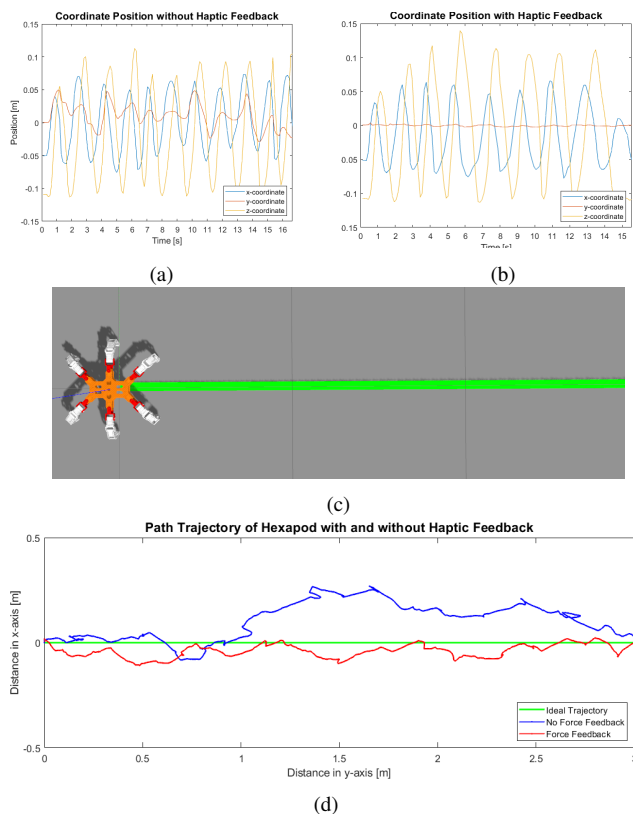 Coordinate Position without Haptic Feedback
0.15
0.1
0.05
0
-0.05
-0.1
-0.15
Position [m]
0 1 2 3 4 5 6 7 8 9 10 11 12 13 14 15 16
Time [s]
x-coordinate
y-coordinate
z-coordinate
(a)
Coordinate Position with Haptic Feedback
0.15
0.1
0.05
0
0.05
-0.1
-0.15
0 1 2 3 4 5 6 7 8 9 10 11 12 13 14 15
Time [s]
x-coordinate
y-coordinate
z-coordinate
(b)
(c)
Path Trajectory of Hexapod with and without Haptic Feedback
0.5
0
-0.5
Distance in x-axis [m]
0 0.5 1 1.5 2 2.5 3
Distance in y-axis [m]
Ideal Trajectory
No Force Feedback
Force Feedback
(d)